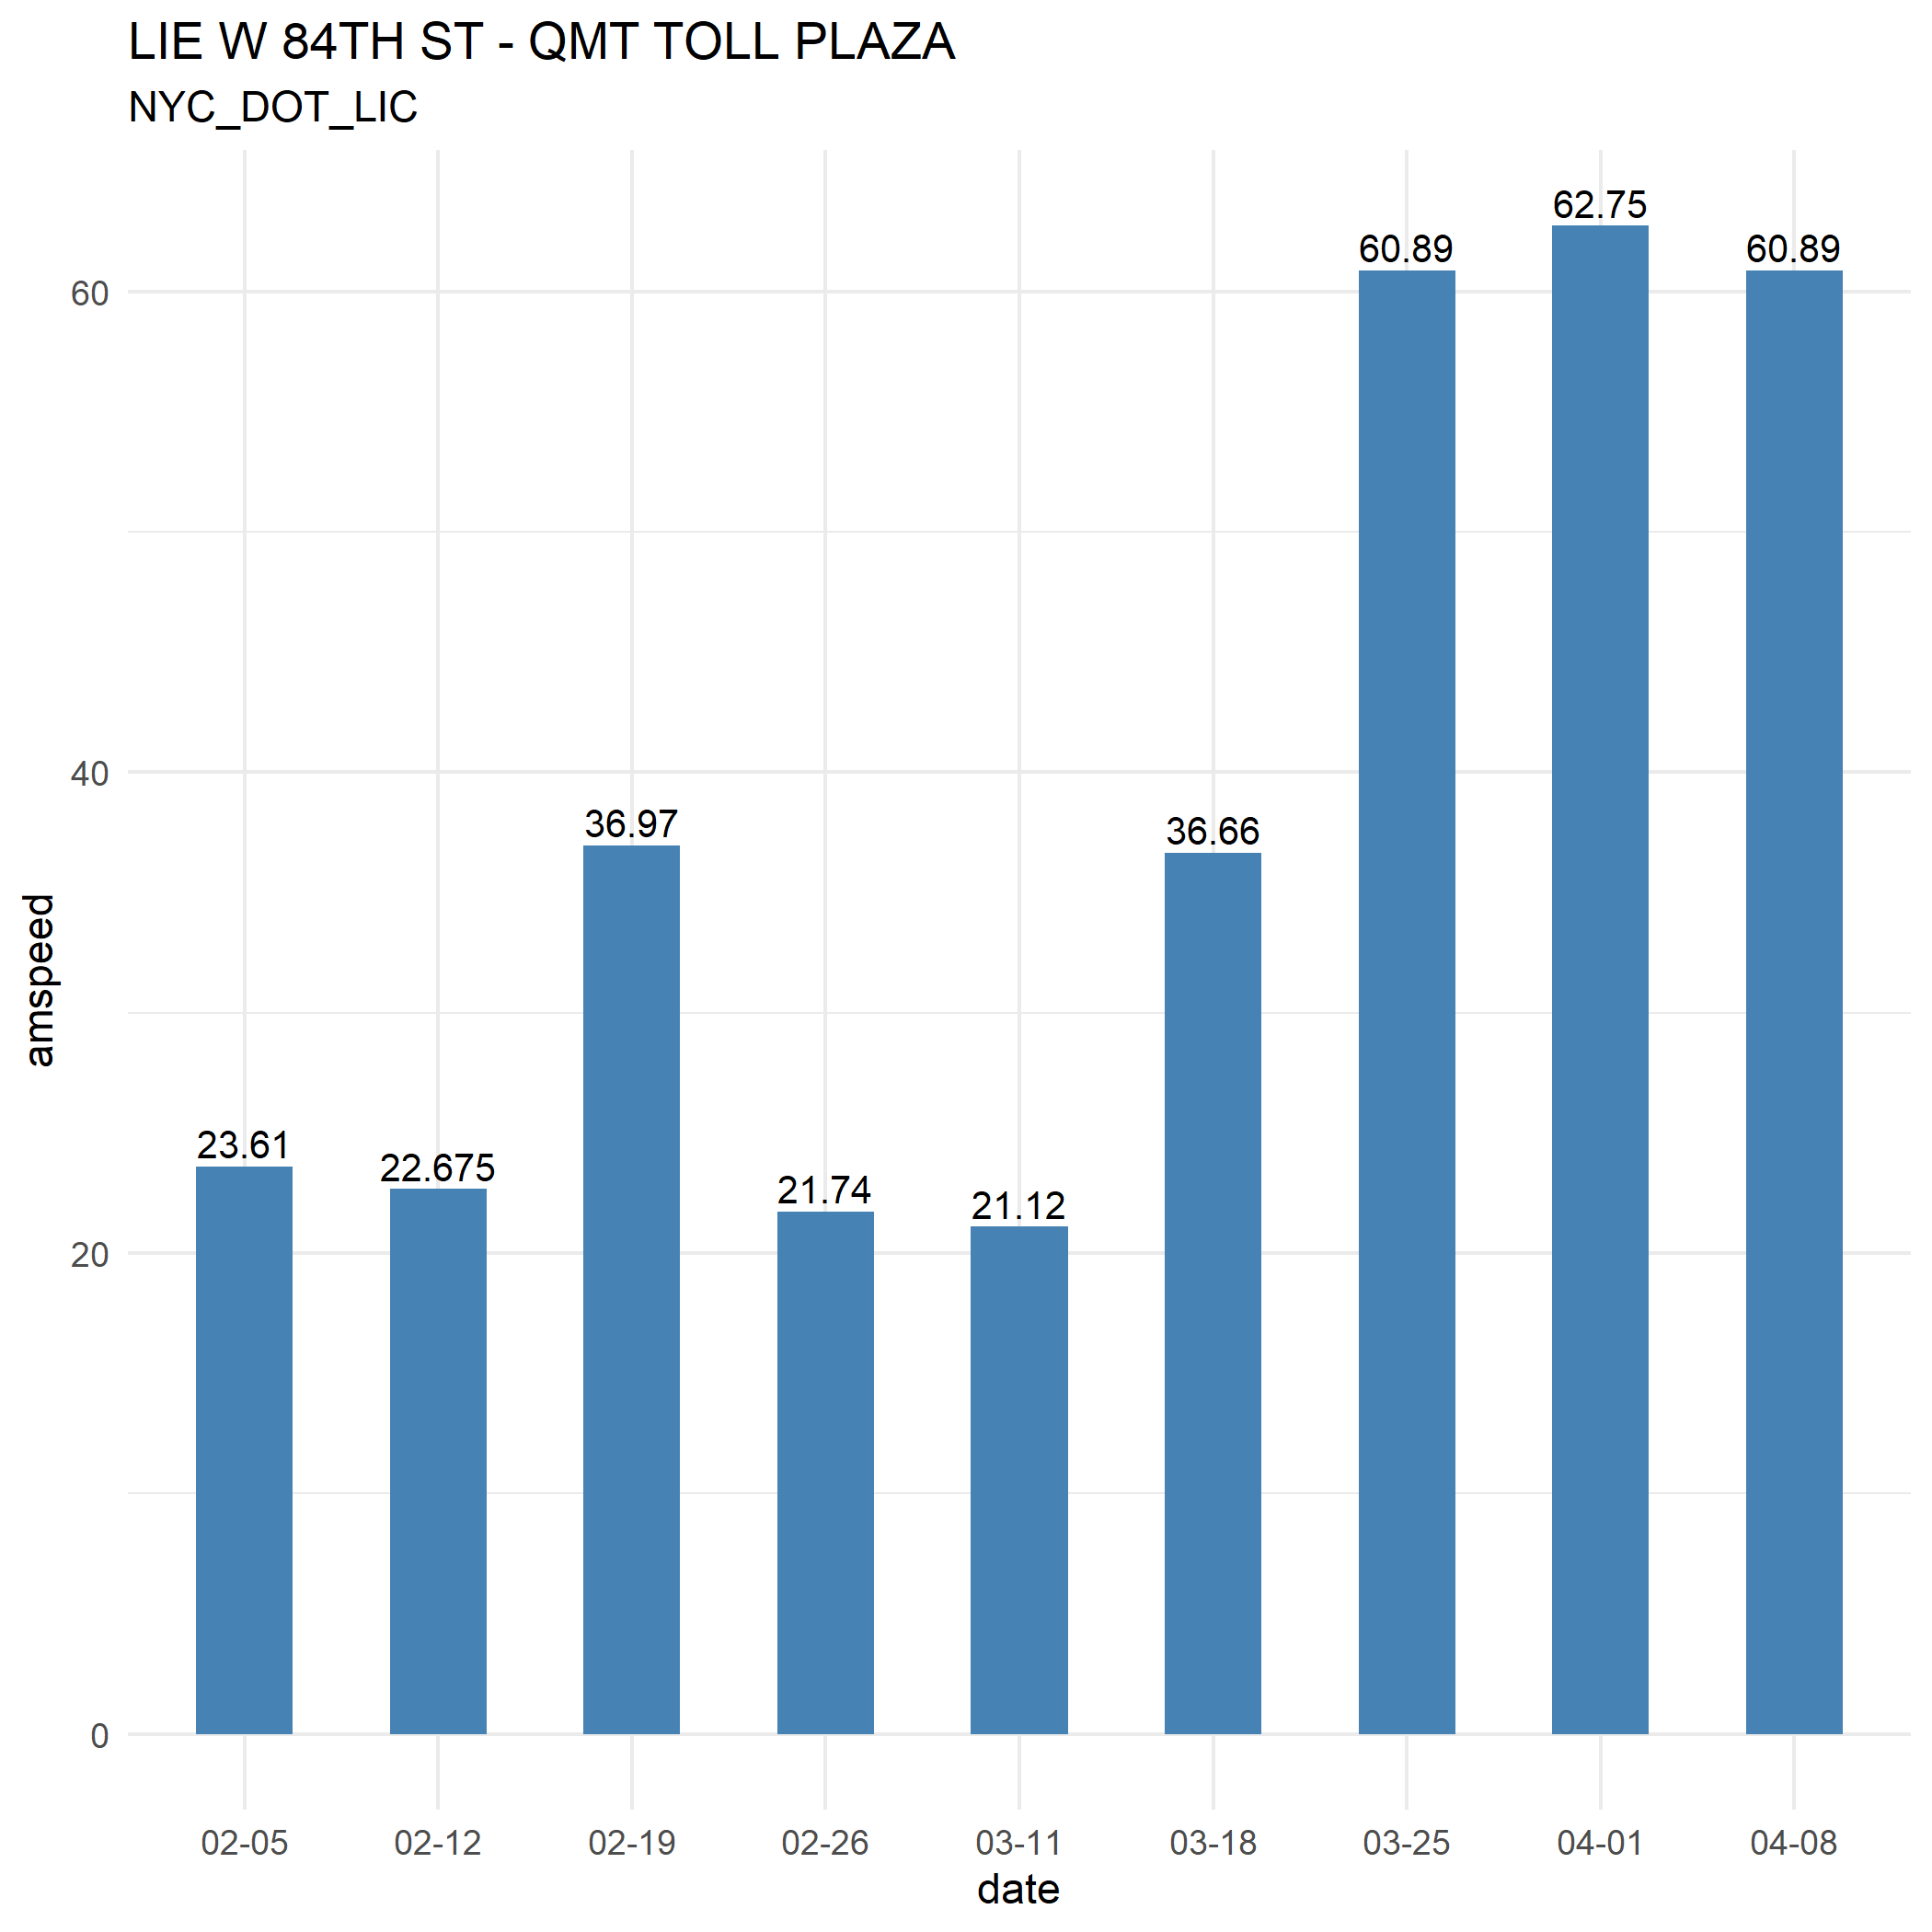 LIE W 84TH ST - QMT TOLL PLAZA
NYC_DOT_LIC
62.75
60.89
60.89
60
40
36.97
36.66
23.61
22.675
21.74
21.12
20
0
amspeed
02-05 02-12 02-19 02-26 03-11 03-18 03-25 04-01 04-08
date